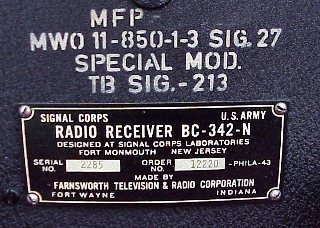 MFP-
MWO 11-850-1-3 SIG. 27
SPECIAL MOD.
TB SIG.-213
SIGNAL CORPS U.S. ARMY
RADIO RECEIVER BC-342-N
DESIGNED AT SIGNAL CORPS LABORATORIES
FORT MONMOUTH NEW JERSEY
SERIAL NO. 2285 ORDER NO. 12220 -PHILA-43
MADE BY
FARNSWORTH TELEVISION & RADIO CORPORATION
FORT WAYNE INDIANA